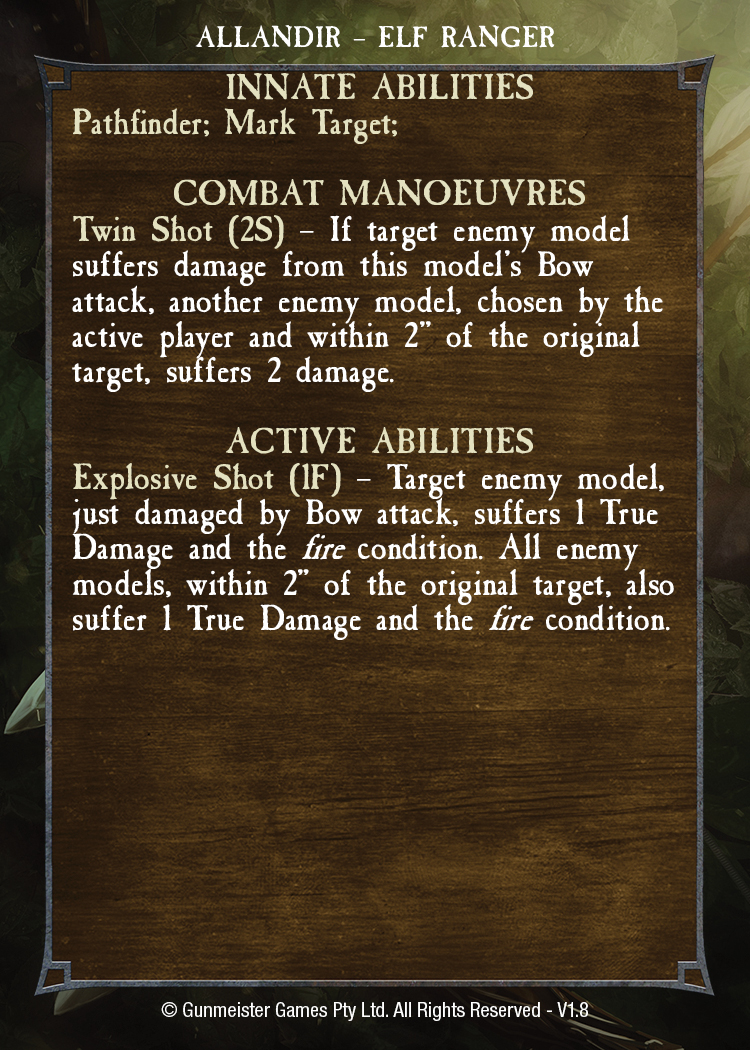 ALLANDIR – ELF RANGER
INNATE ABILITIES
Pathfinder; Mark Target;
COMBAT MANOEUVRES
Twin Shot (2S) – If target enemy model
suffers damage from this model's Bow
attack, another enemy model, chosen by the
active player and within 2" of the original
target, suffers 2 damage.
ACTIVE ABILITIES
Explosive Shot (1F) – Target enemy model,
just damaged by Bow attack, suffers 1 True
Damage and the fire condition. All enemy
models, within 2" of the original target, also
suffer 1 True Damage and the fire condition.
© Gunmeister Games Pty Ltd. All Rights Reserved - V1.8